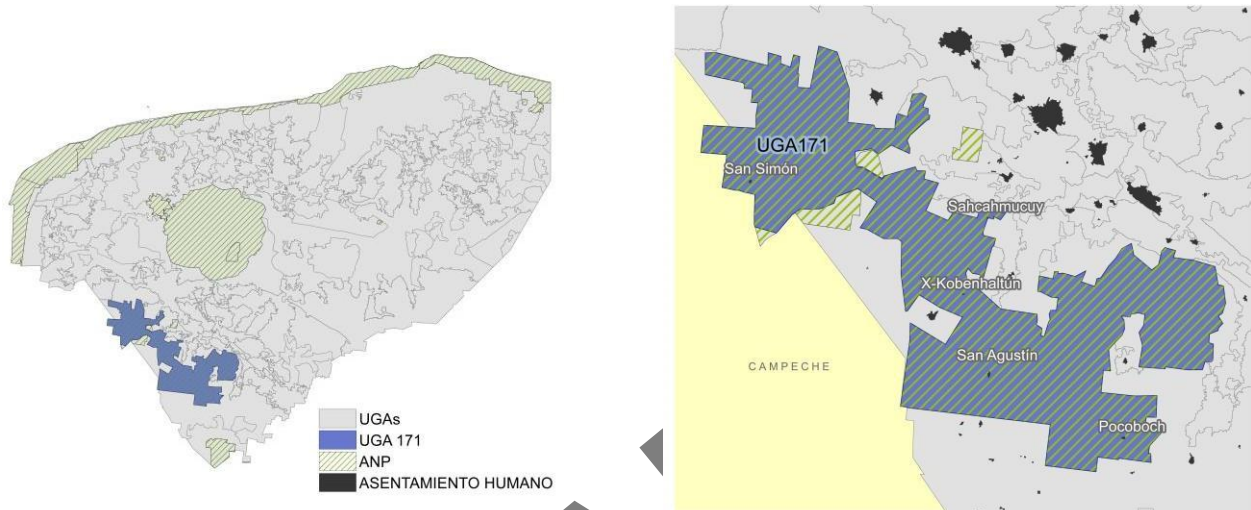 UGAs
UGA 171
ANP
ASENTAMIENTO HUMANO
UGA171
San Simón
Sahcahmucuy
X-Kobenhaltún
San Agustín
CAMPECHE
Pocoboch